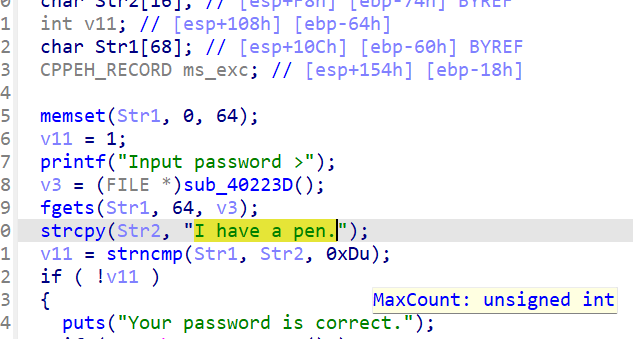 0 char Str2[16]; // [esp+F8h] [ebp-74h] BYREF
1 int v11; // [esp+108h] [ebp-64h]
2 char Str1[68]; // [esp+10Ch] [ebp-60h] BYREF
3 CPPEH_RECORD ms_exc; // [esp+154h] [ebp-18h]
4
5 memset(Str1, 0, 64);
6 v11 = 1;
7 printf("Input password >");
8 v3 = (FILE *)sub_40223D();
9 fgets(Str1, 64, v3);
0 strcpy(Str2, "I have a pen.");
1 v11 = strncmp(Str1, Str2, 0xDu);
2 if ( !v11 )
3 { MaxCount: unsigned int
4 puts("Your password is correct.");